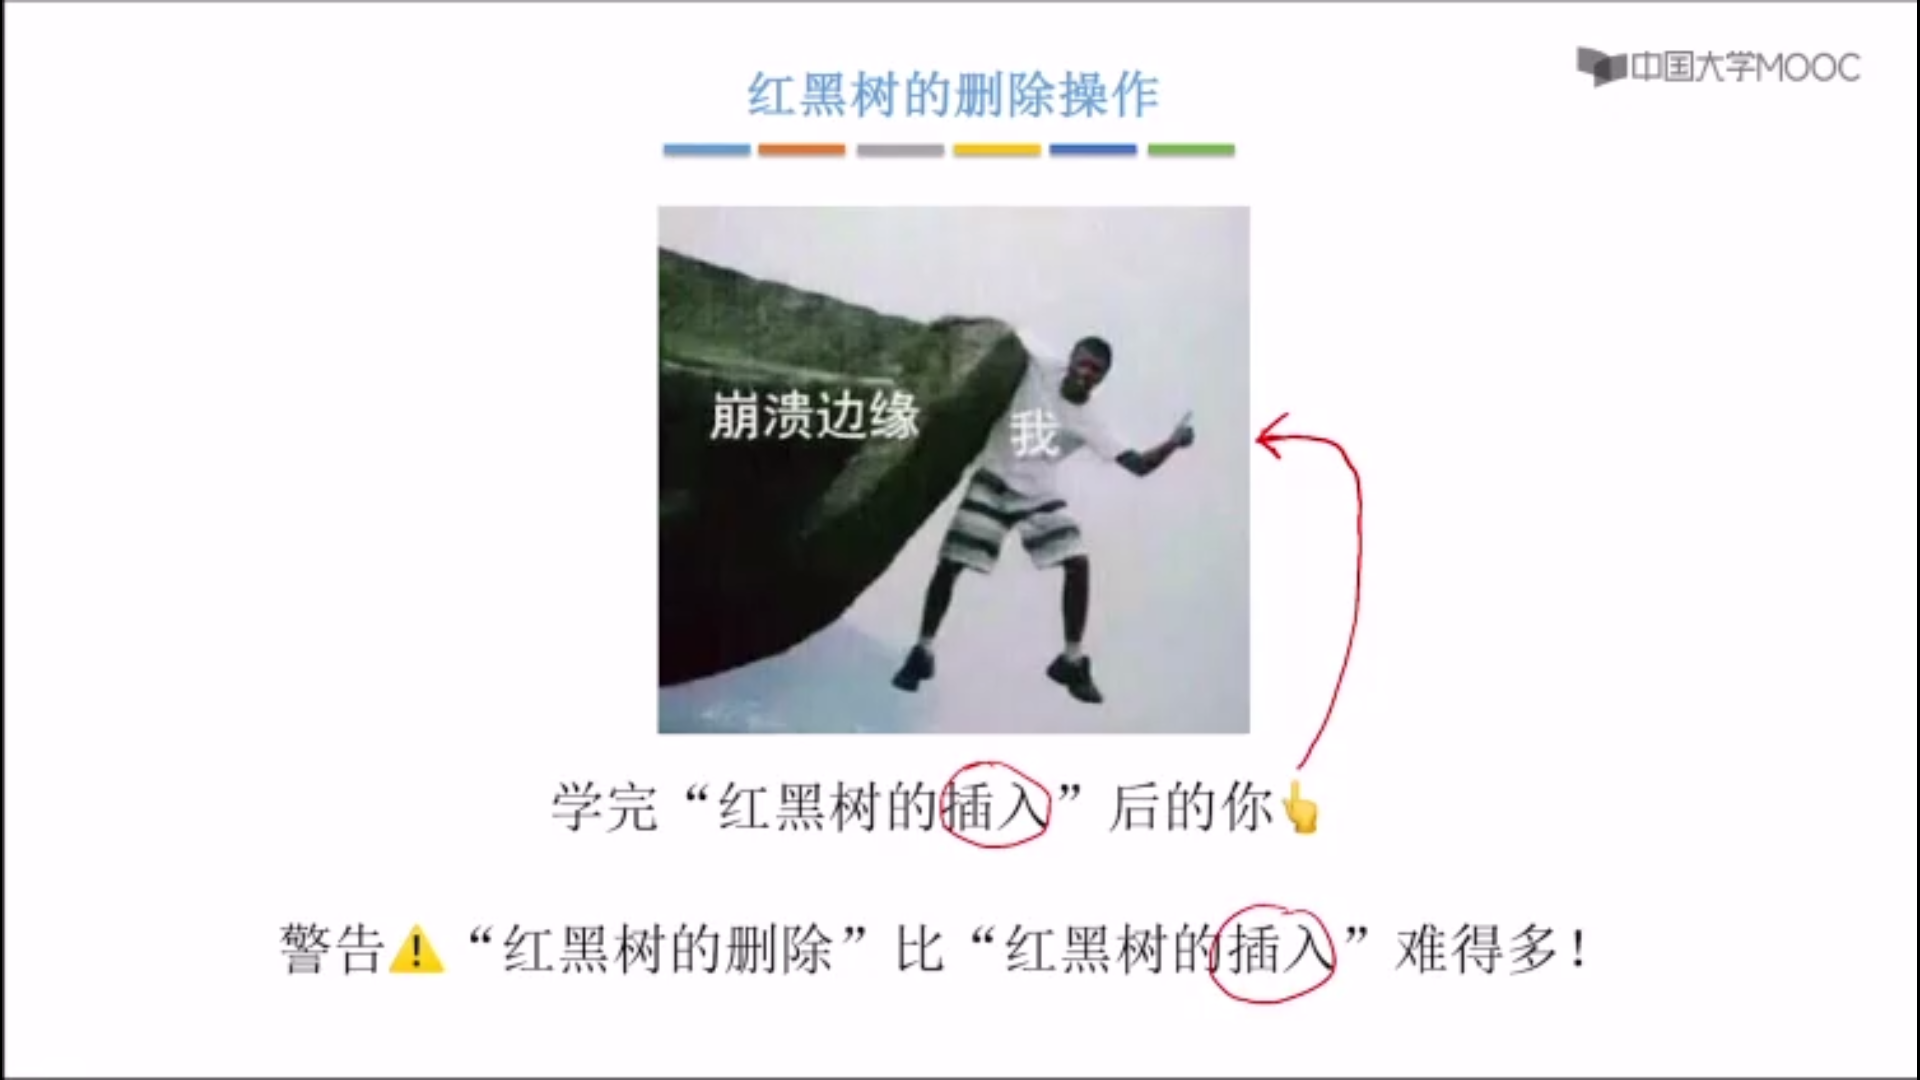 中国大学MOOC
红黑树的删除操作
崩溃边缘
我
学完“红黑树的插入”后的你👆
警告⚠️“红黑树的删除”比“红黑树的插入”难得多！